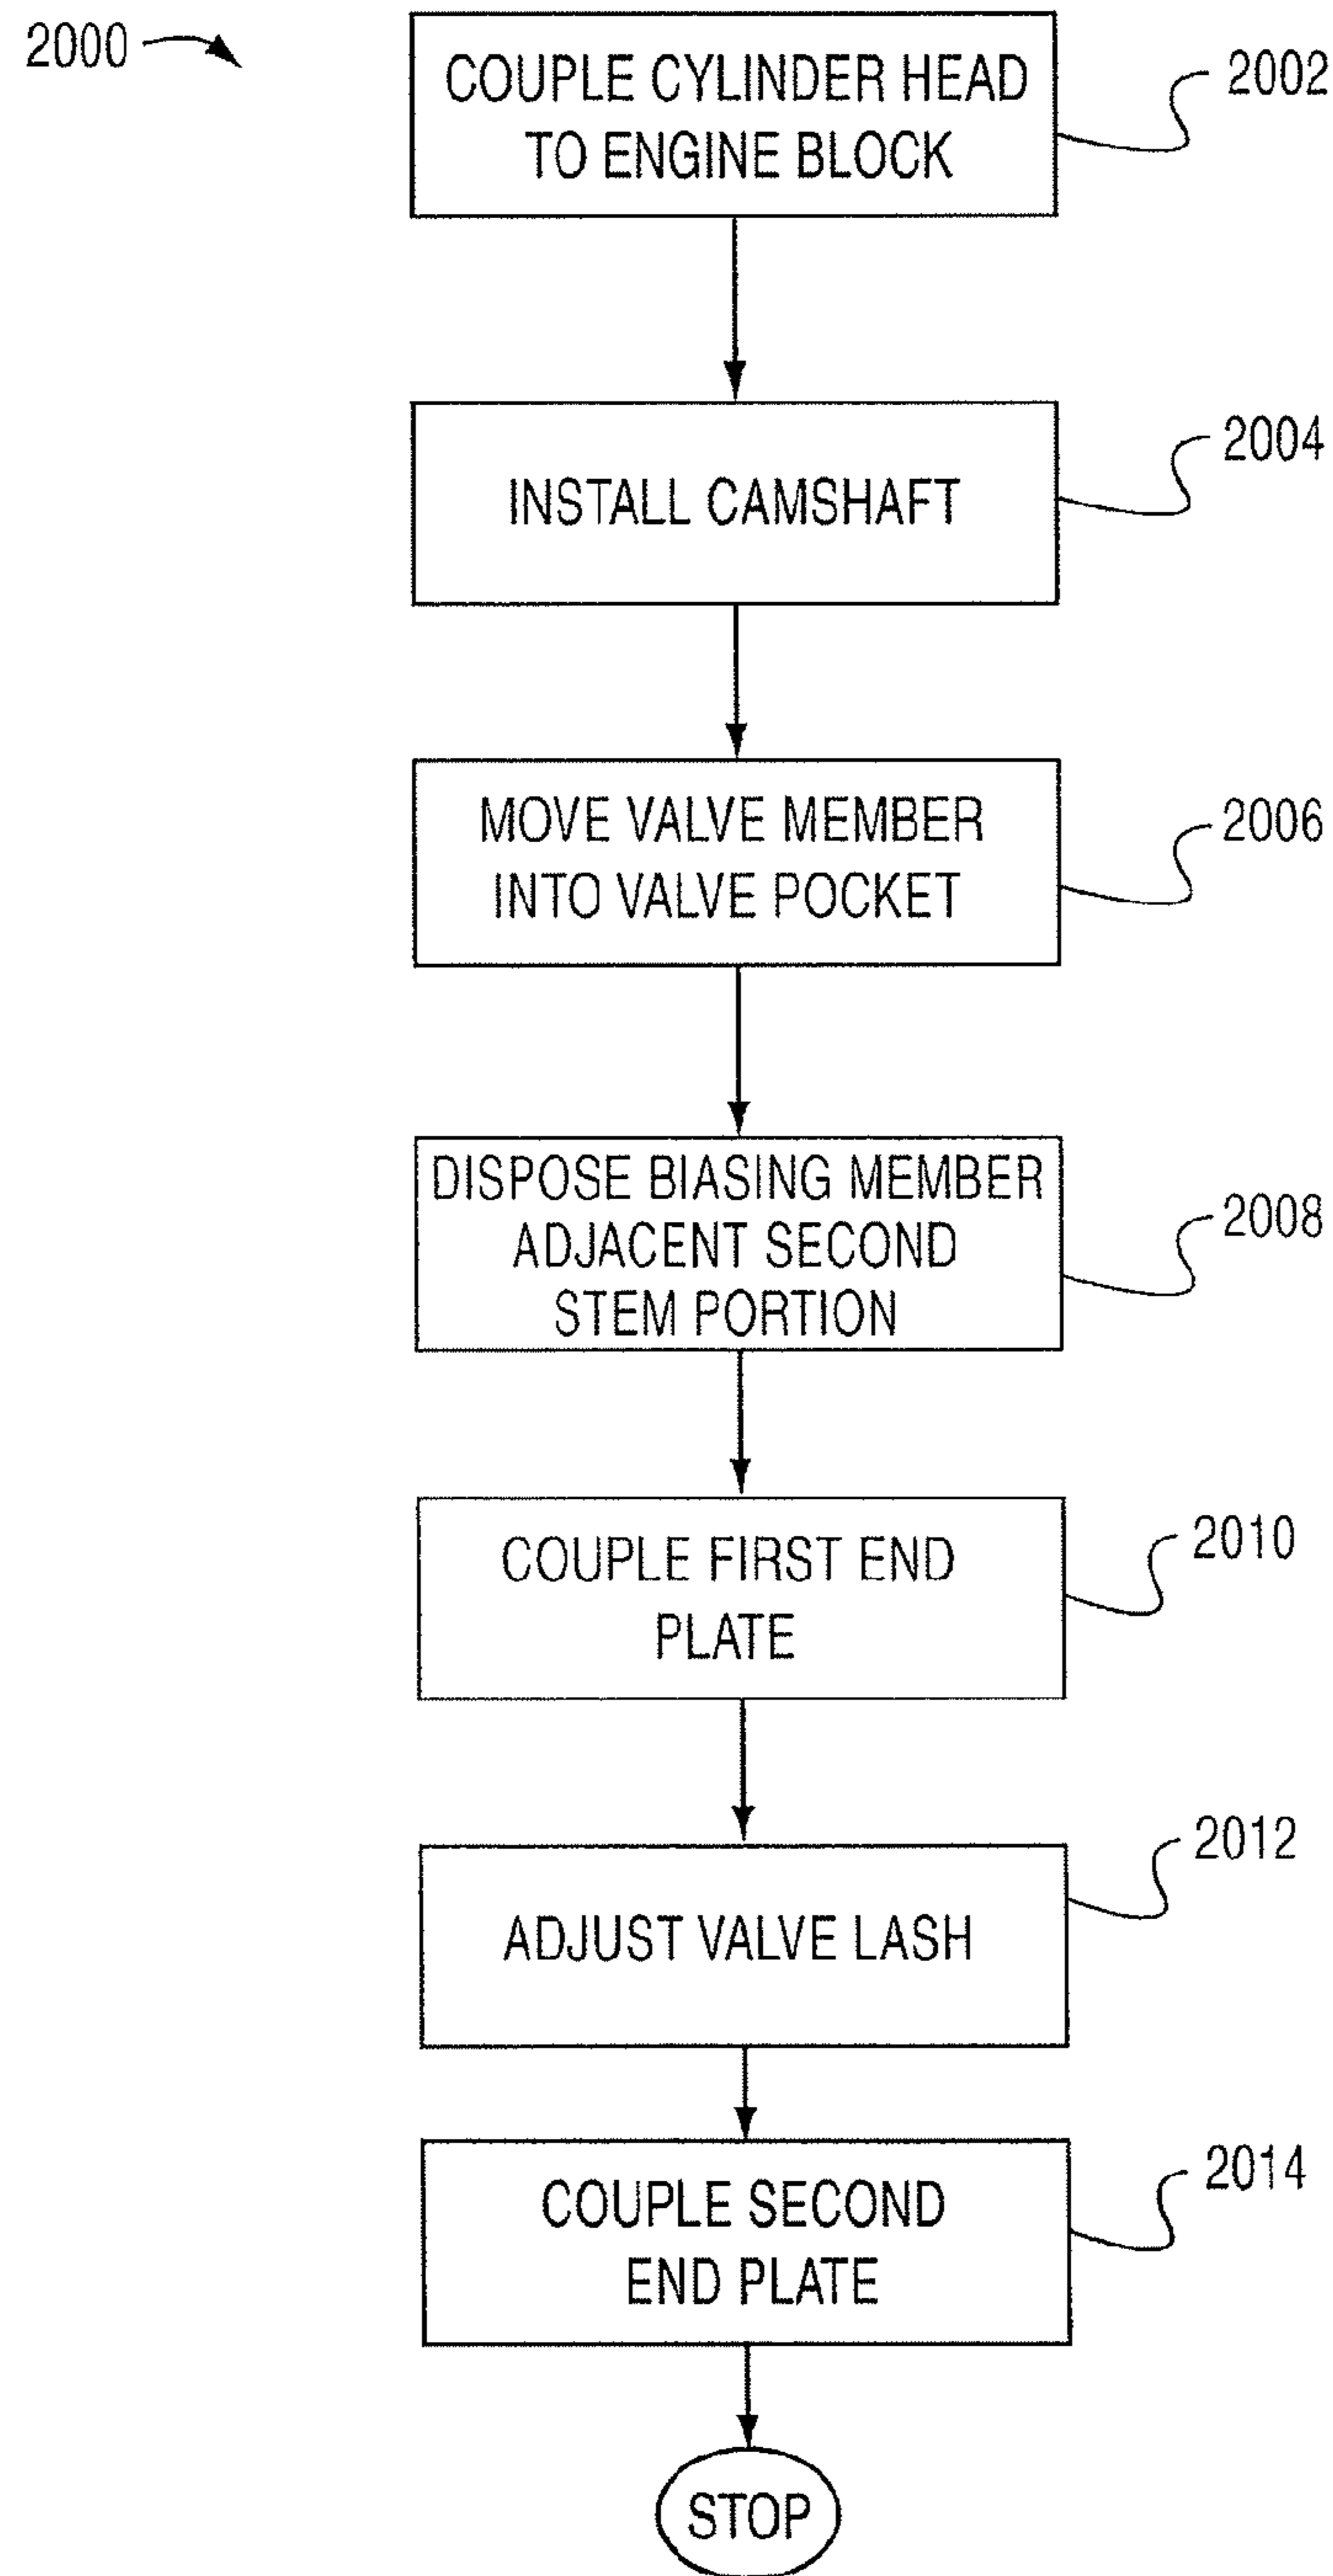 2000
COUPLE CYLINDER HEAD
TO ENGINE BLOCK
2002
INSTALL CAMSHAFT
2004
MOVE VALVE MEMBER
INTO VALVE POCKET
2006
DISPOSE BIASING MEMBER
ADJACENT SECOND
STEM PORTION
2008
COUPLE FIRST END
PLATE
2010
ADJUST VALVE LASH
2012
COUPLE SECOND
END PLATE
2014
STOP